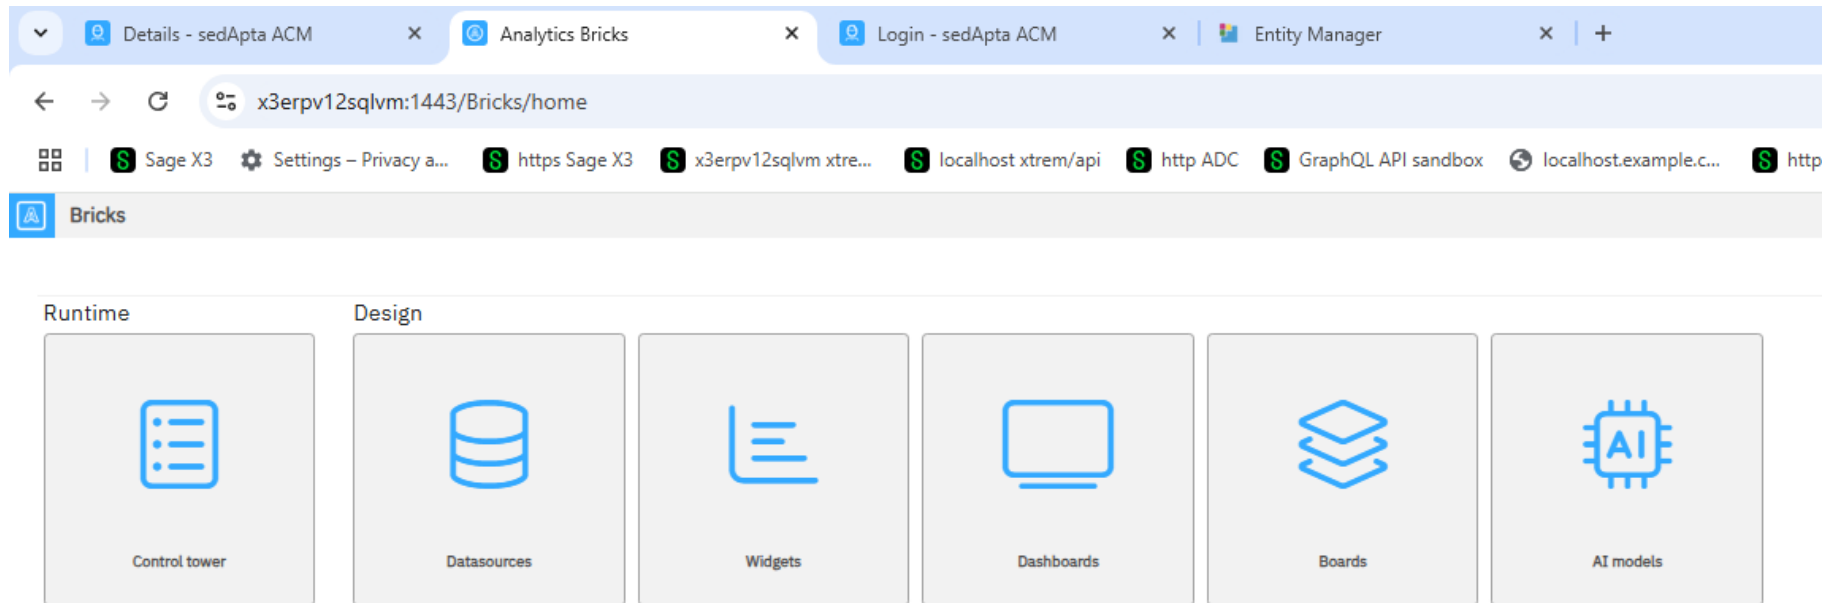 Details - sedApta ACM Analytics Bricks Login - sedApta ACM Entity Manager
x3erpv12sqlvm:1443/Bricks/home
Sage X3 Settings – Privacy a... https Sage X3 x3erpv12sqlvm xtre... localhost xtrem/api http ADC GraphQL API sandbox localhost.example.c... http
Bricks
Runtime Design
AI
Control tower Datasources Widgets Dashboards Boards AI models